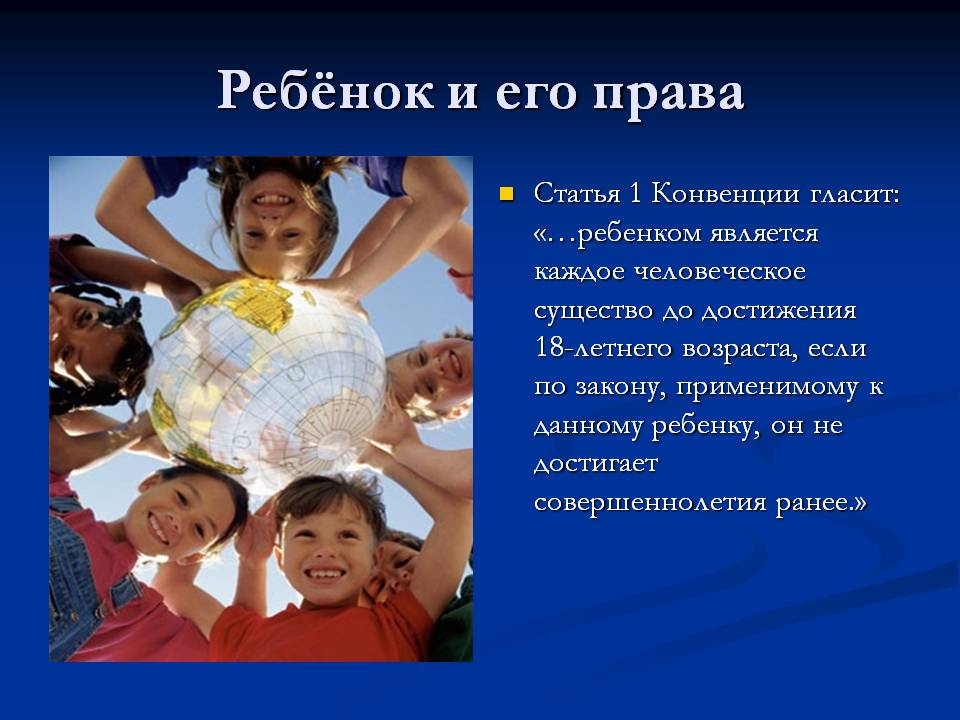 Ребёнок и его права
Статья 1 Конвенции гласит:
«…ребенком является
каждое человеческое
существо до достижения
18-летнего возраста, если
по закону, применимому к
данному ребенку, он не
достигает
совершеннолетия ранее.»